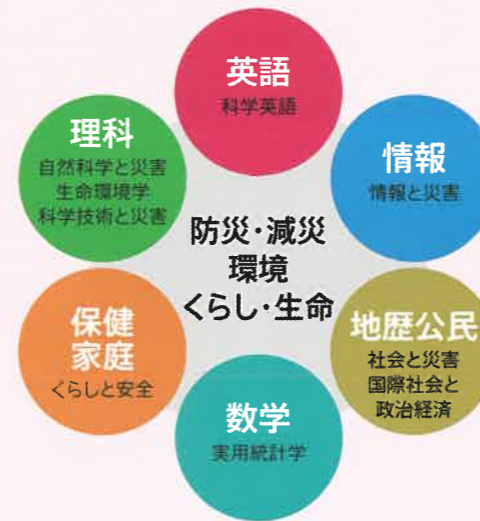 英語
科学英語
理科
自然科学と災害
生命環境学
科学技術と災害
情報
情報と災害
防災・減災
環境
くらし・生命
保健
家庭
くらしと安全
地歴公民
社会と災害
国際社会と
政治経済
数学
実用統計学